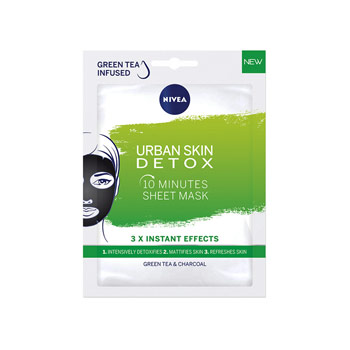 GREEN TEA
INFUSED
NEW
NIVEA
URBAN SKIN
DETOX
10 MINUTES
SHEET MASK
3 X INSTANT EFFECTS
1. INTENSIVELY DETOXIFIES 2. MATTIFIES SKIN 3. REFRESHES SKIN
GREEN TEA & CHARCOAL